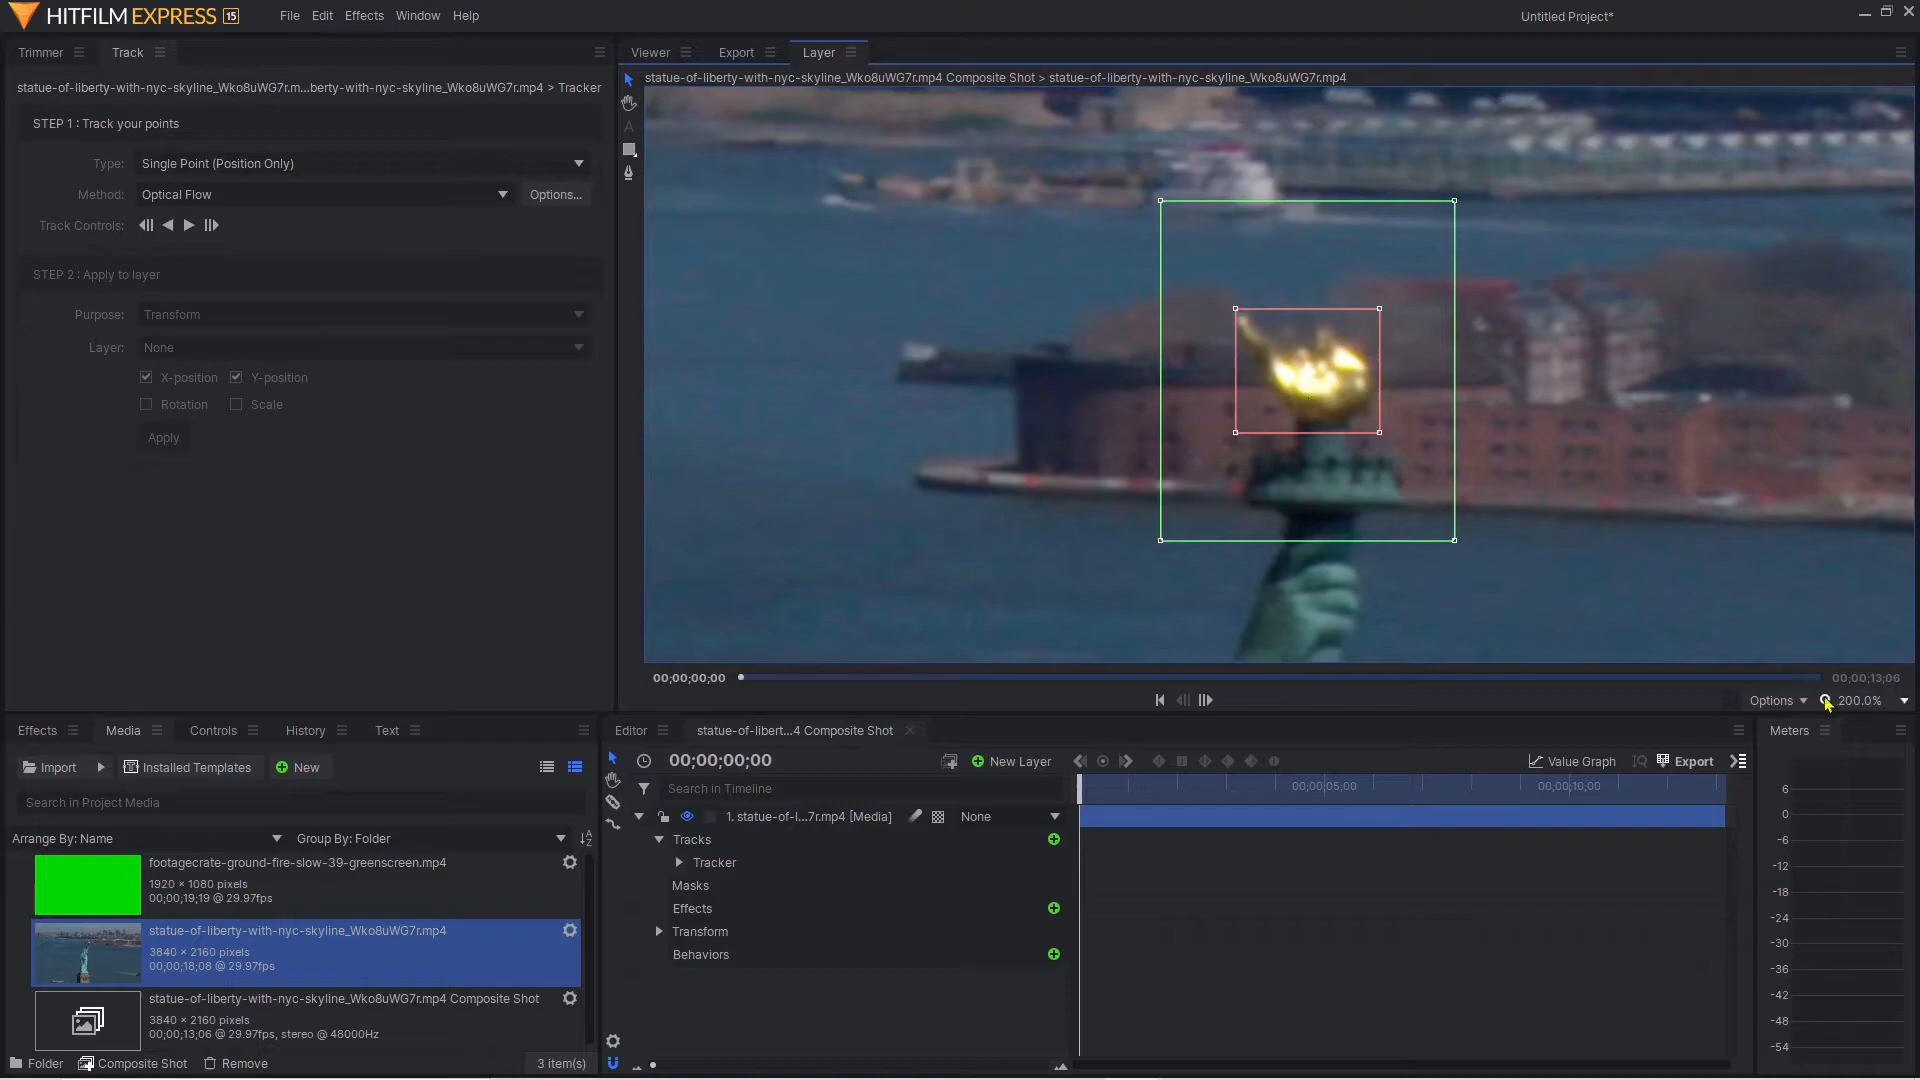 HITFILM EXPRESS 15
File Edit Effects Window Help
Untitled Project*
Trimmer
Track
statue-of-liberty-with-nyc-skyline_Wko8uWG7r.m...berty-with-nyc-skyline_Wko8uWG7r.mp4 > Tracker
STEP 1 : Track your points
Type: Single Point (Position Only)
Method: Optical Flow Options...
Track Controls:
STEP 2 : Apply to layer
Purpose: Transform
Layer: None
X-position Y-position
Rotation Scale
Apply
Viewer Export Layer
statue-of-liberty-with-nyc-skyline_Wko8uWG7r.mp4 Composite Shot > statue-of-liberty-with-nyc-skyline_Wko8uWG7r.mp4
A
00;00;00;00
00;00;13;06
Options 200.0%
Effects Media Controls History Text
Import Installed Templates New
Search in Project Media
Arrange By: Name Group By: Folder
footagecrate-ground-fire-slow-39-greenscreen.mp4
1920 × 1080 pixels
00;00;19;19 @ 29.97fps
statue-of-liberty-with-nyc-skyline_Wko8uWG7r.mp4
3840 × 2160 pixels
00;00;18;08 @ 29.97fps
statue-of-liberty-with-nyc-skyline_Wko8uWG7r.mp4 Composite Shot
3840 × 2160 pixels
00;00;13;06 @ 29.97fps, stereo @ 48000Hz
Folder Composite Shot Remove 3 item(s)
Editor statue-of-libert...4 Composite Shot
00;00;00;00 New Layer Value Graph Export
Search in Timeline
00;00;05;00 00;00;10;00
1. statue-of-l...7r.mp4 [Media] None
Tracks
Tracker
Masks
Effects
Transform
Behaviors
Meters
6
0
-6
-12
-18
-24
-30
-36
-42
-48
-54